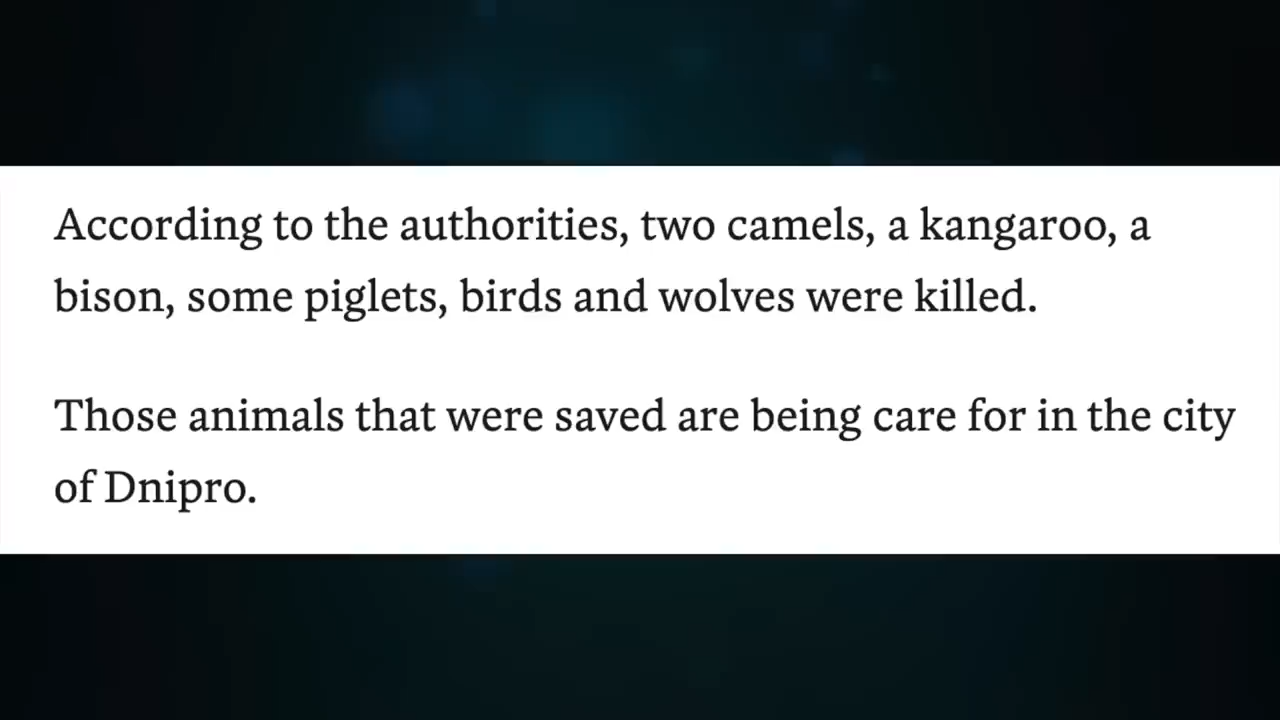 According to the authorities, two camels, a kangaroo, a
bison, some piglets, birds and wolves were killed.
Those animals that were saved are being care for in the city
of Dnipro.